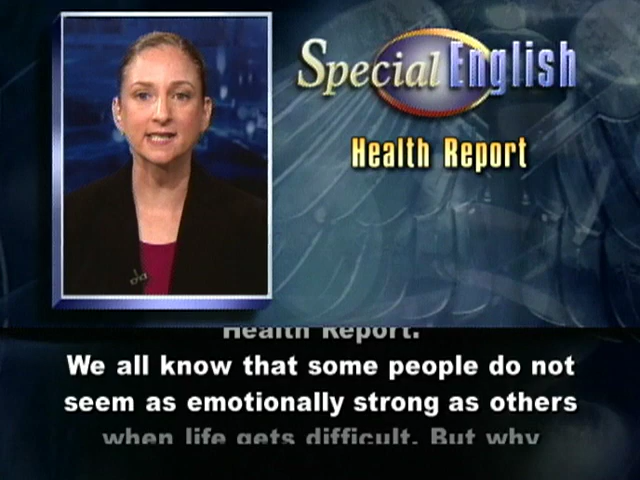 Special English
Health Report
Health Report.
We all know that some people do not
seem as emotionally strong as others
when life gets difficult. But why